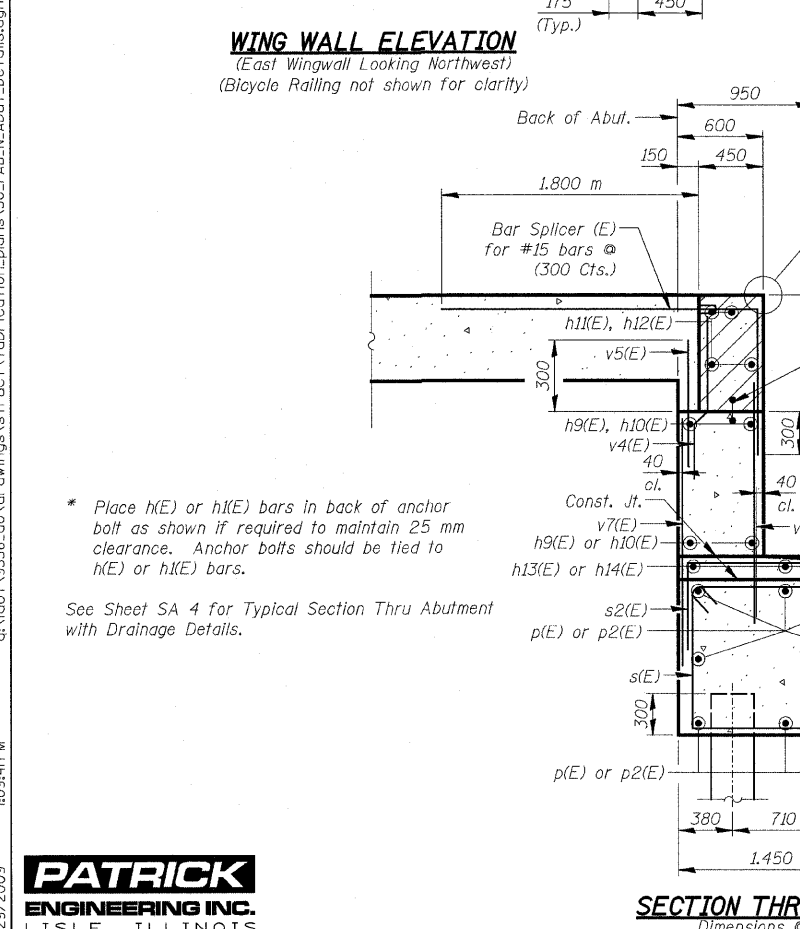 175
450
(Typ.)
WING WALL ELEVATION
(East Wingwall Looking Northwest)
(Bicycle Railing not shown for clarity)
950
Back of Abut.
600
150
450
1.800 m
Bar Splicer (E)
for #15 bars @
(300 Cts.)
h11(E), h12(E)
v5(E)
300
h9(E), h10(E)
v4(E)
300
40
cl.
40
cl.
Const. Jt.
v7(E)
v
h9(E) or h10(E)
h13(E) or h14(E)
* Place h(E) or h1(E) bars in back of anchor
bolt as shown if required to maintain 25 mm
clearance. Anchor bolts should be tied to
h(E) or h1(E) bars.
See Sheet SA 4 for Typical Section Thru Abutment
with Drainage Details.
s2(E)
p(E) or p2(E)
s(E)
300
p(E) or p2(E)
380
710
1.450
SECTION THR
Dimensions @
PATRICK
ENGINEERING INC.
LISLE, ILLINOIS